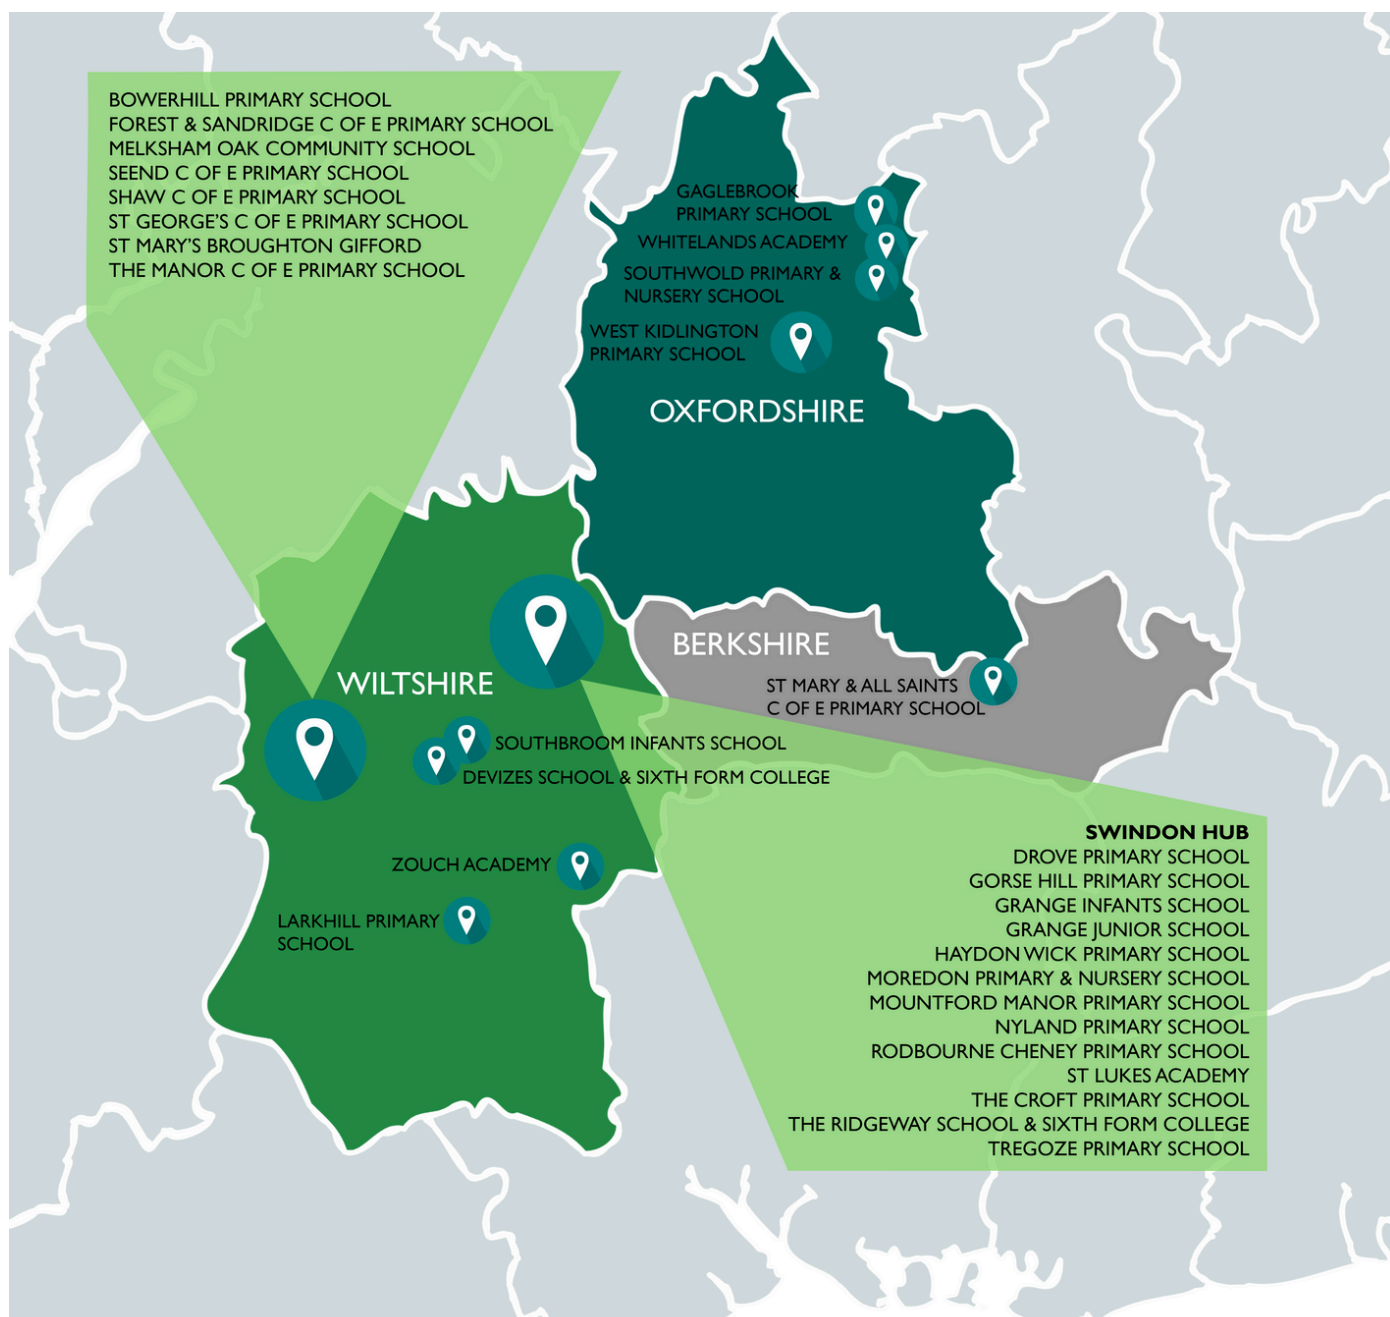 BOWERHILL PRIMARY SCHOOL
FOREST & SANDRIDGE C OF E PRIMARY SCHOOL
MELKSHAM OAK COMMUNITY SCHOOL
SEEND C OF E PRIMARY SCHOOL
SHAW C OF E PRIMARY SCHOOL
ST GEORGE'S C OF E PRIMARY SCHOOL
ST MARY'S BROUGHTON GIFFORD
THE MANOR C OF E PRIMARY SCHOOL
GAGLEBROOK
PRIMARY SCHOOL
WHITELANDS ACADEMY
SOUTHWOLD PRIMARY &
NURSERY SCHOOL
WEST KIDLINGTON
PRIMARY SCHOOL
OXFORDSHIRE
BERKSHIRE
ST MARY & ALL SAINTS
C OF E PRIMARY SCHOOL
WILTSHIRE
SOUTHBROOM INFANTS SCHOOL
DEVIZES SCHOOL & SIXTH FORM COLLEGE
ZOUCH ACADEMY
LARKHILL PRIMARY
SCHOOL
SWINDON HUB
DROVE PRIMARY SCHOOL
GORSE HILL PRIMARY SCHOOL
GRANGE INFANTS SCHOOL
GRANGE JUNIOR SCHOOL
HAYDON WICK PRIMARY SCHOOL
MOREDON PRIMARY & NURSERY SCHOOL
MOUNTFORD MANOR PRIMARY SCHOOL
NYLAND PRIMARY SCHOOL
RODBOURNE CHENEY PRIMARY SCHOOL
ST LUKES ACADEMY
THE CROFT PRIMARY SCHOOL
THE RIDGEWAY SCHOOL & SIXTH FORM COLLEGE
TREGOZE PRIMARY SCHOOL